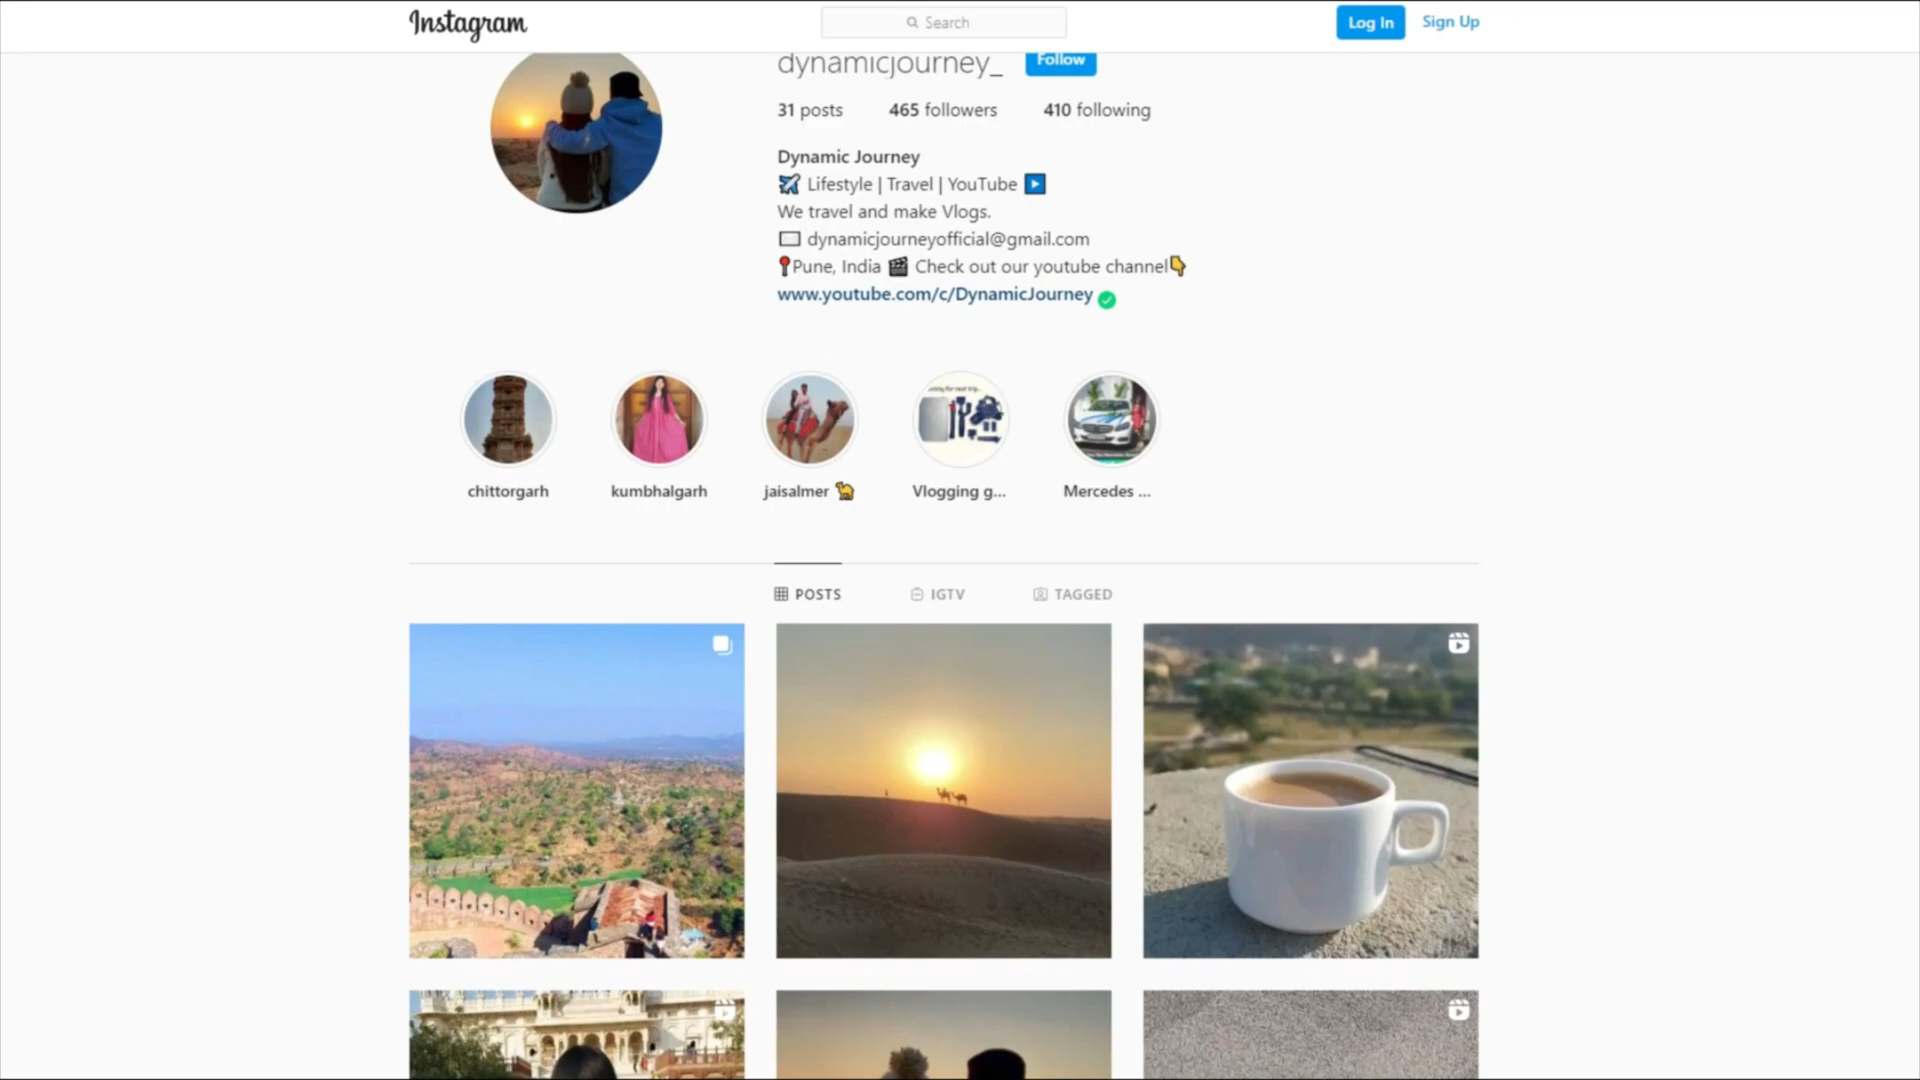 Instagram
Search
Log In
Sign Up
dynamicjourney_
Follow
31 posts 465 followers 410 following
Dynamic Journey
✈️ Lifestyle | Travel | YouTube ▶️
We travel and make Vlogs.
dynamicjourneyofficial@gmail.com
📍Pune, India 🎬 Check out our youtube channel👇
www.youtube.com/c/DynamicJourney
chittorgarh
kumbhalgarh
jaisalmer 🐪
Vlogging g...
Mercedes ...
POSTS
IGTV
TAGGED